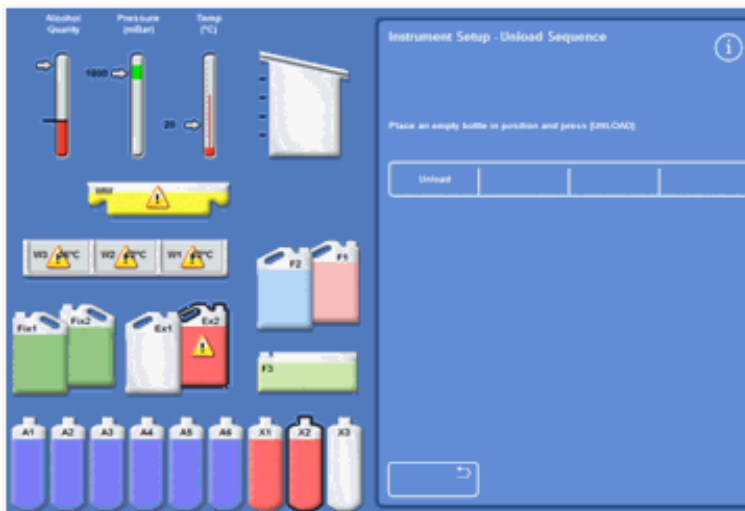 Alcohol Quality
Pressure (mBar)
Temp (°C)
1000
20
Instrument Setup - Unload Sequence
i
Place an empty bottle in position and press [UNLOAD]
Unload
W3 °C
W2 °C
W1 °C
F2
F1
Fix1
Fix2
Ex1
Ex2
F3
A1
A2
A3
A4
A5
A6
X1
X2
X3